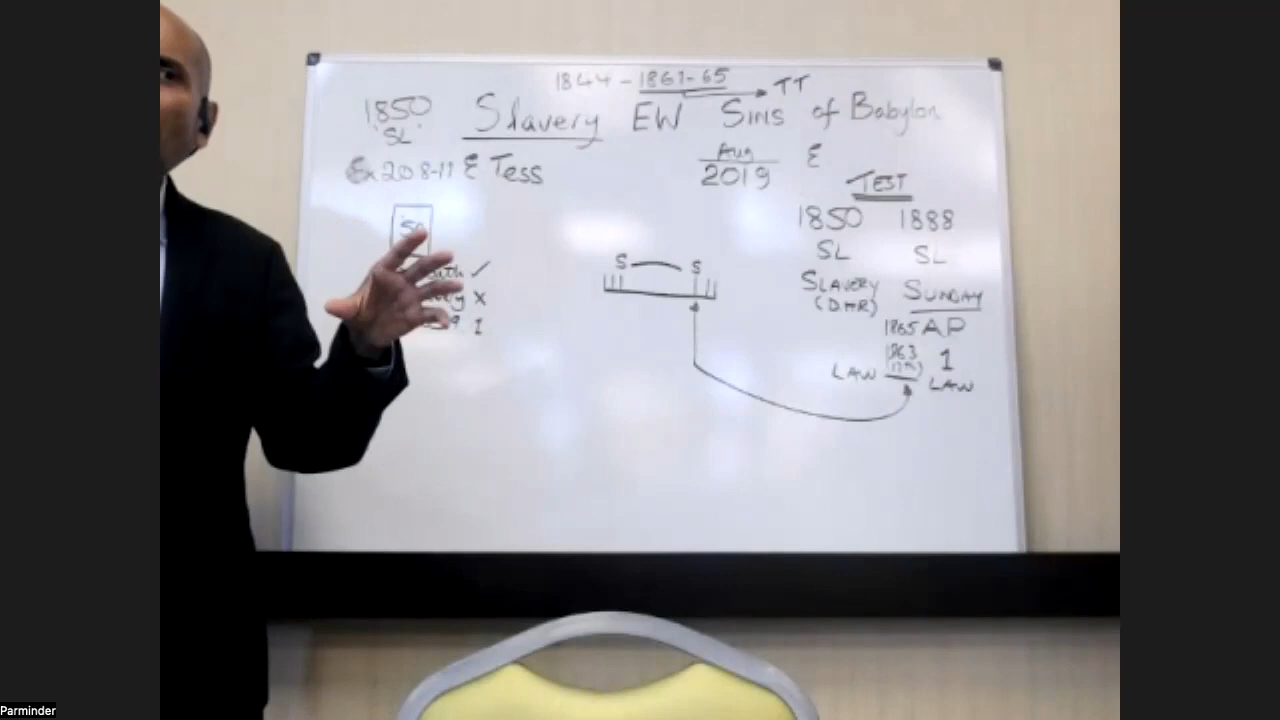 1844 - 1861-65 → TT
1850 Slavery EW Sins of Babylon
'SL'
Ex 20 8-11 E Tess
Aug E
2019
TEST
1850 1888
SL SL
SLAVERY SUNDAY
(DHR)
1865 AP
1863 1
LAW LAW
S S
✓
x
1
Parminder